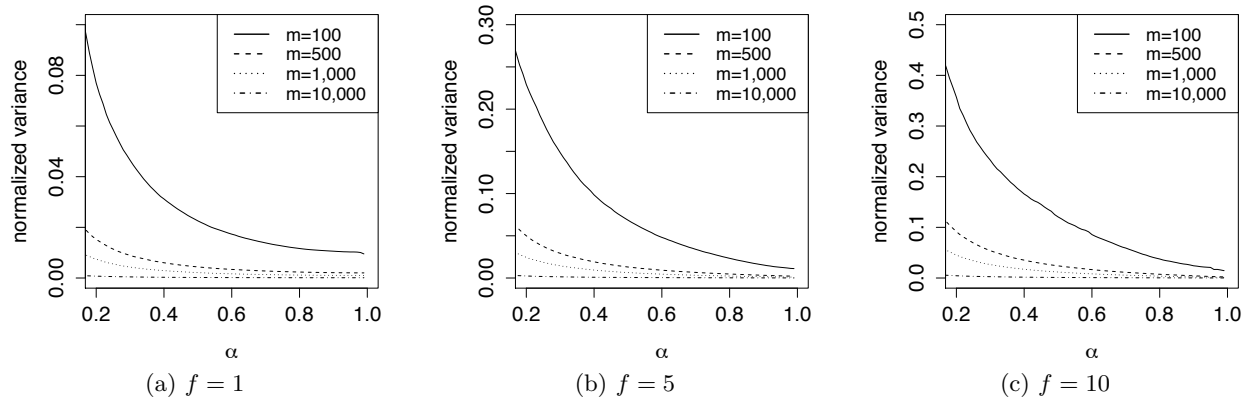 normalized variance
0.00
0.04
0.08
m=100
m=500
m=1,000
m=10,000
0.2 0.4 0.6 0.8 1.0
α
(a) f = 1
normalized variance
0.00
0.10
0.20
0.30
m=100
m=500
m=1,000
m=10,000
0.2 0.4 0.6 0.8 1.0
α
(b) f = 5
normalized variance
0.0
0.1
0.2
0.3
0.4
0.5
m=100
m=500
m=1,000
m=10,000
0.2 0.4 0.6 0.8 1.0
α
(c) f = 10